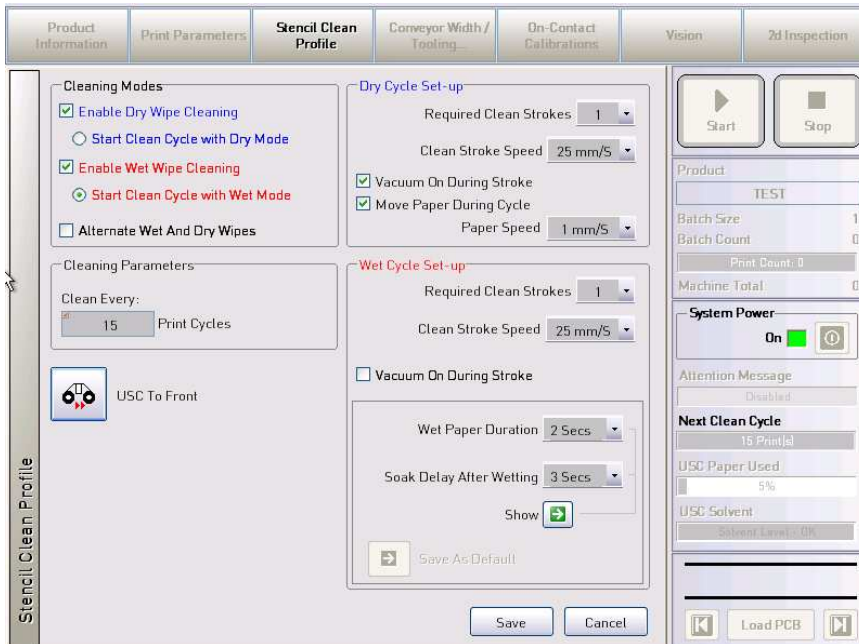 Product
Information
Print Parameters
Stencil Clean
Profile
Conveyor Width /
Tooling...
On-Contact
Calibrations
Vision
2d Inspection
Stencil Clean Profile
Cleaning Modes
Enable Dry Wipe Cleaning
Start Clean Cycle with Dry Mode
Enable Wet Wipe Cleaning
Start Clean Cycle with Wet Mode
Alternate Wet And Dry Wipes
Cleaning Parameters
Clean Every:
15 Print Cycles
USC To Front
Dry Cycle Set-up
Required Clean Strokes 1
Clean Stroke Speed 25 mm/S
Vacuum On During Stroke
Move Paper During Cycle
Paper Speed 1 mm/S
Wet Cycle Set-up
Required Clean Strokes 1
Clean Stroke Speed 25 mm/S
Vacuum On During Stroke
Wet Paper Duration 2 Secs
Soak Delay After Wetting 3 Secs
Show
Save As Default
Save Cancel
Start Stop
Product
TEST
Batch Size 1
Batch Count 0
Print Count: 0
Machine Total 0
System Power
On
Attention Message
Disabled
Next Clean Cycle
15 Print(s)
USC Paper Used
5%
USC Solvent
Solvent Level - OK
Load PCB